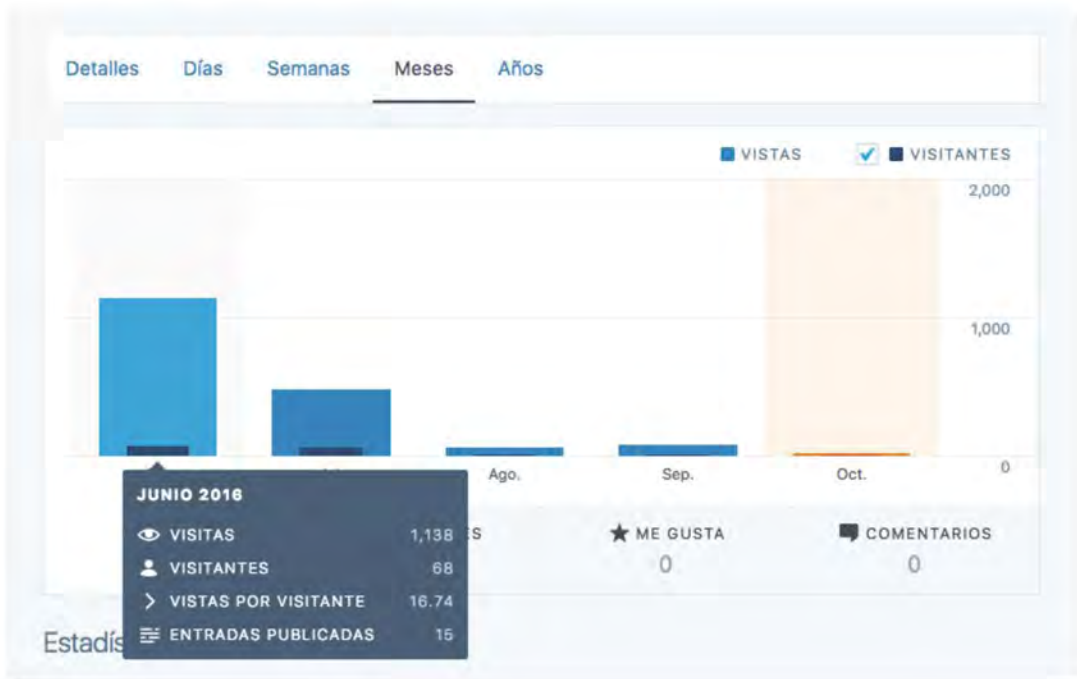 Detalles Días Semanas Meses Años
VISTAS VISITANTES
2,000
1,000
0
Ago. Sep. Oct.
JUNIO 2016
VISITAS 1,138
VISITANTES 68
VISTAS POR VISITANTE 16.74
ENTRADAS PUBLICADAS 15
ME GUSTA
0
COMENTARIOS
0
Estadís